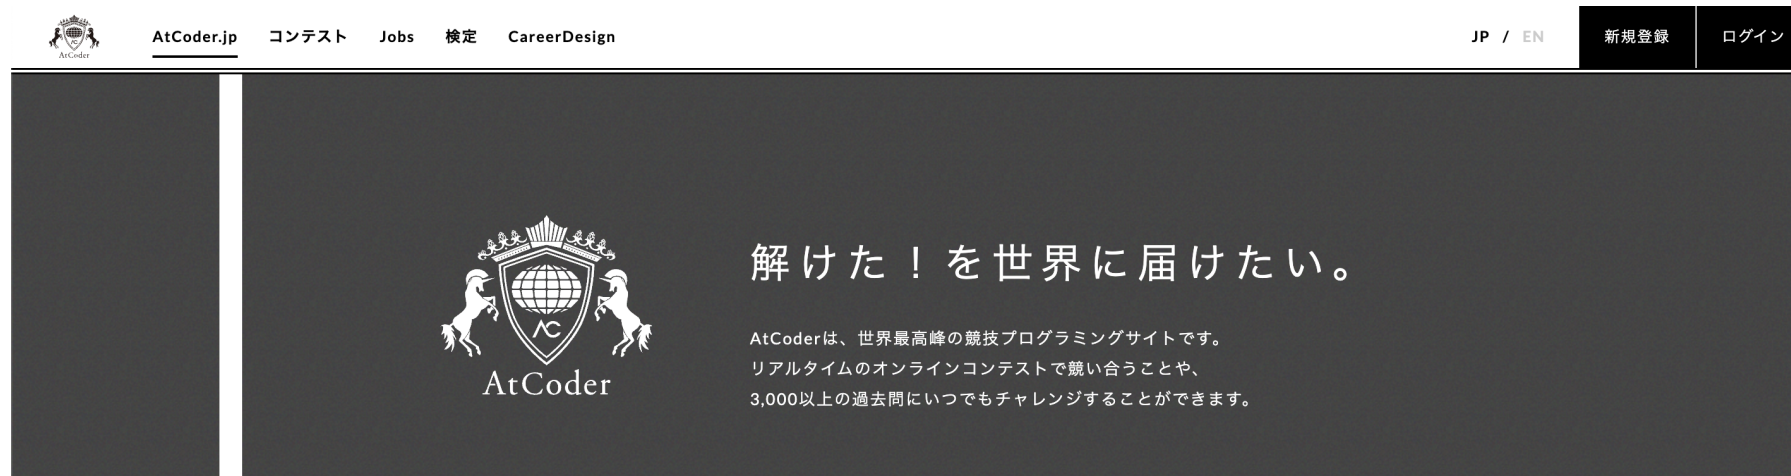 AtCoder
AtCoder.jp コンテスト Jobs 検定 CareerDesign JP / EN 新規登録 ログイン
AC
AtCoder
解けた！を世界に届けたい。
AtCoderは、世界最高峰の競技プログラミングサイトです。
リアルタイムのオンラインコンテストで競い合うことや、
3,000以上の過去問にいつでもチャレンジすることができます。